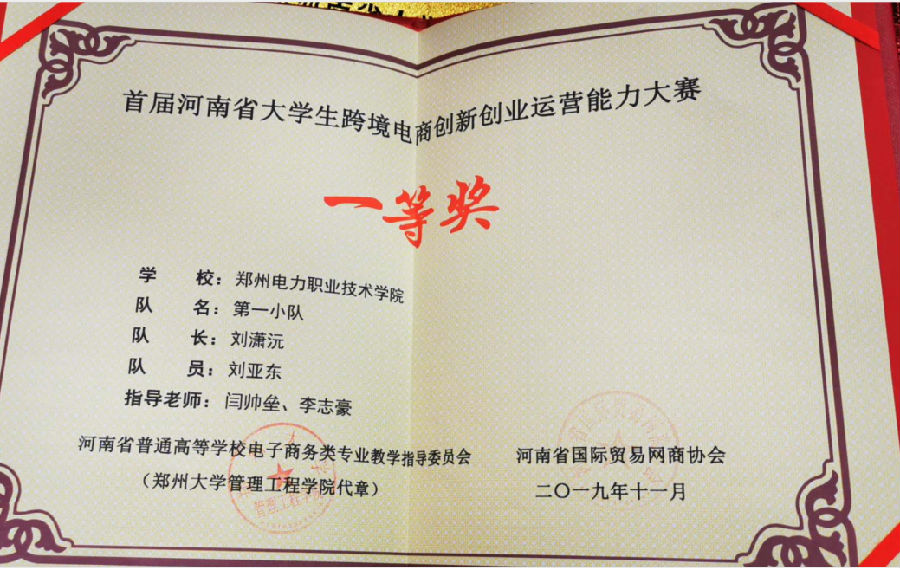 首届河南省大学生跨境电商创新创业运营能力大赛
一等奖
学 校：郑州电力职业技术学院
队 名：第一小队
队 长：刘潇沅
队 员：刘亚东
指导老师：闫帅垒、李志豪
河南省普通高等学校电子商务类专业教学指导委员会
（郑州大学管理工程学院代章）
河南省国际贸易网商协会
二〇一九年十一月
管理工程学院